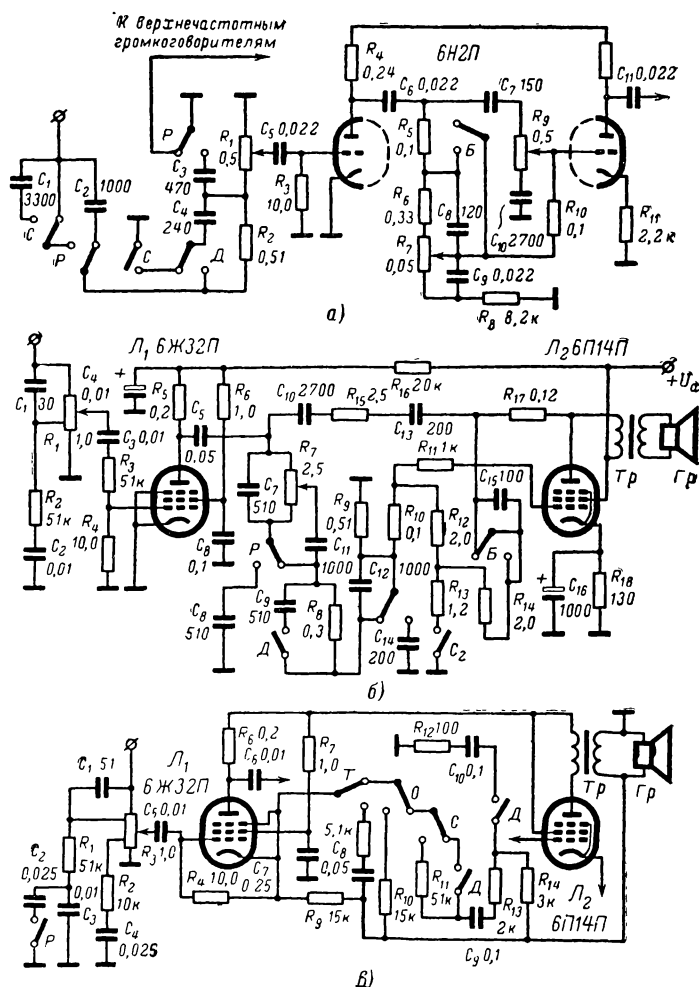 К верхнечастотным
громкоговорителям
6Н2П
R4
0,24
C6 0,022
C7 150
C11 0,022
P
R1
0,5
C5 0,022
R5
0,1
Б
R9
0,5
C1
3300
C2
1000
C3
470
C4
240
R3
10,0
R6
0,33
C8 120
R10
0,1
R11
2,2к
C
P
C
Д
R2
0,51
R7
0,05
C10 2700
C9 0,022
R8 8,2к
а)
Л1 6Ж32П
Л2 6П14П
+Uф
C4
0,01
C1 30
R1
1,0
+
R5
0,2
R6
1,0
C5
0,05
C10 2700
R15 2,5
R16 20к
C13
200
R17 0,12
Тр
Гр
C3 0,01
R3
51к
R2
51к
R4
10,0
C2
0,01
R7
2,5
C7
510
R11 1к
R9
0,51
R10
0,1
R12
2,0
C15 100
C8
0,1
P
C11
1000
C12
1000
Б
C8
510
C9
510
R8
0,3
Д
C14
200
R13
1,2
C2
R14
2,0
+
C16
1000
R18
130
б)
Л1
6Ж32П
R6 0,2
C6 0,01
R7
1,0
R12 100
C10 0,1
Тр
Гр
C1 51
C5 0,01
R3 1,0
T
O
C
Д
C2
0,025
R1
51к
0,01
C3
P
R2
10к
C4
0,025
R4 10,0
C7
0,25
5,1к
C8
0,05
R9 15к
R10
15к
R11
51к
Д
R13
2к
R14
3к
C9 0,1
Л2
6П14П
в)